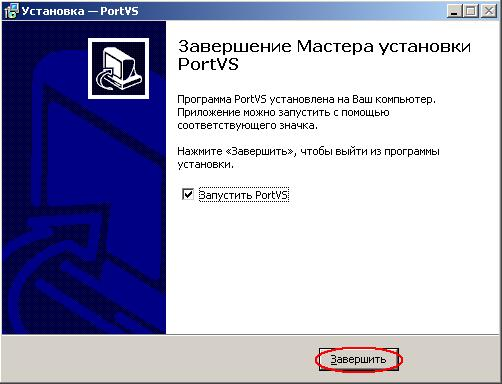 Установка — PortVS
Завершение Мастера установки
PortVS
Программа PortVS установлена на Ваш компьютер.
Приложение можно запустить с помощью
соответствующего значка.
Нажмите «Завершить», чтобы выйти из программы
установки.
Запустить PortVS
Завершить